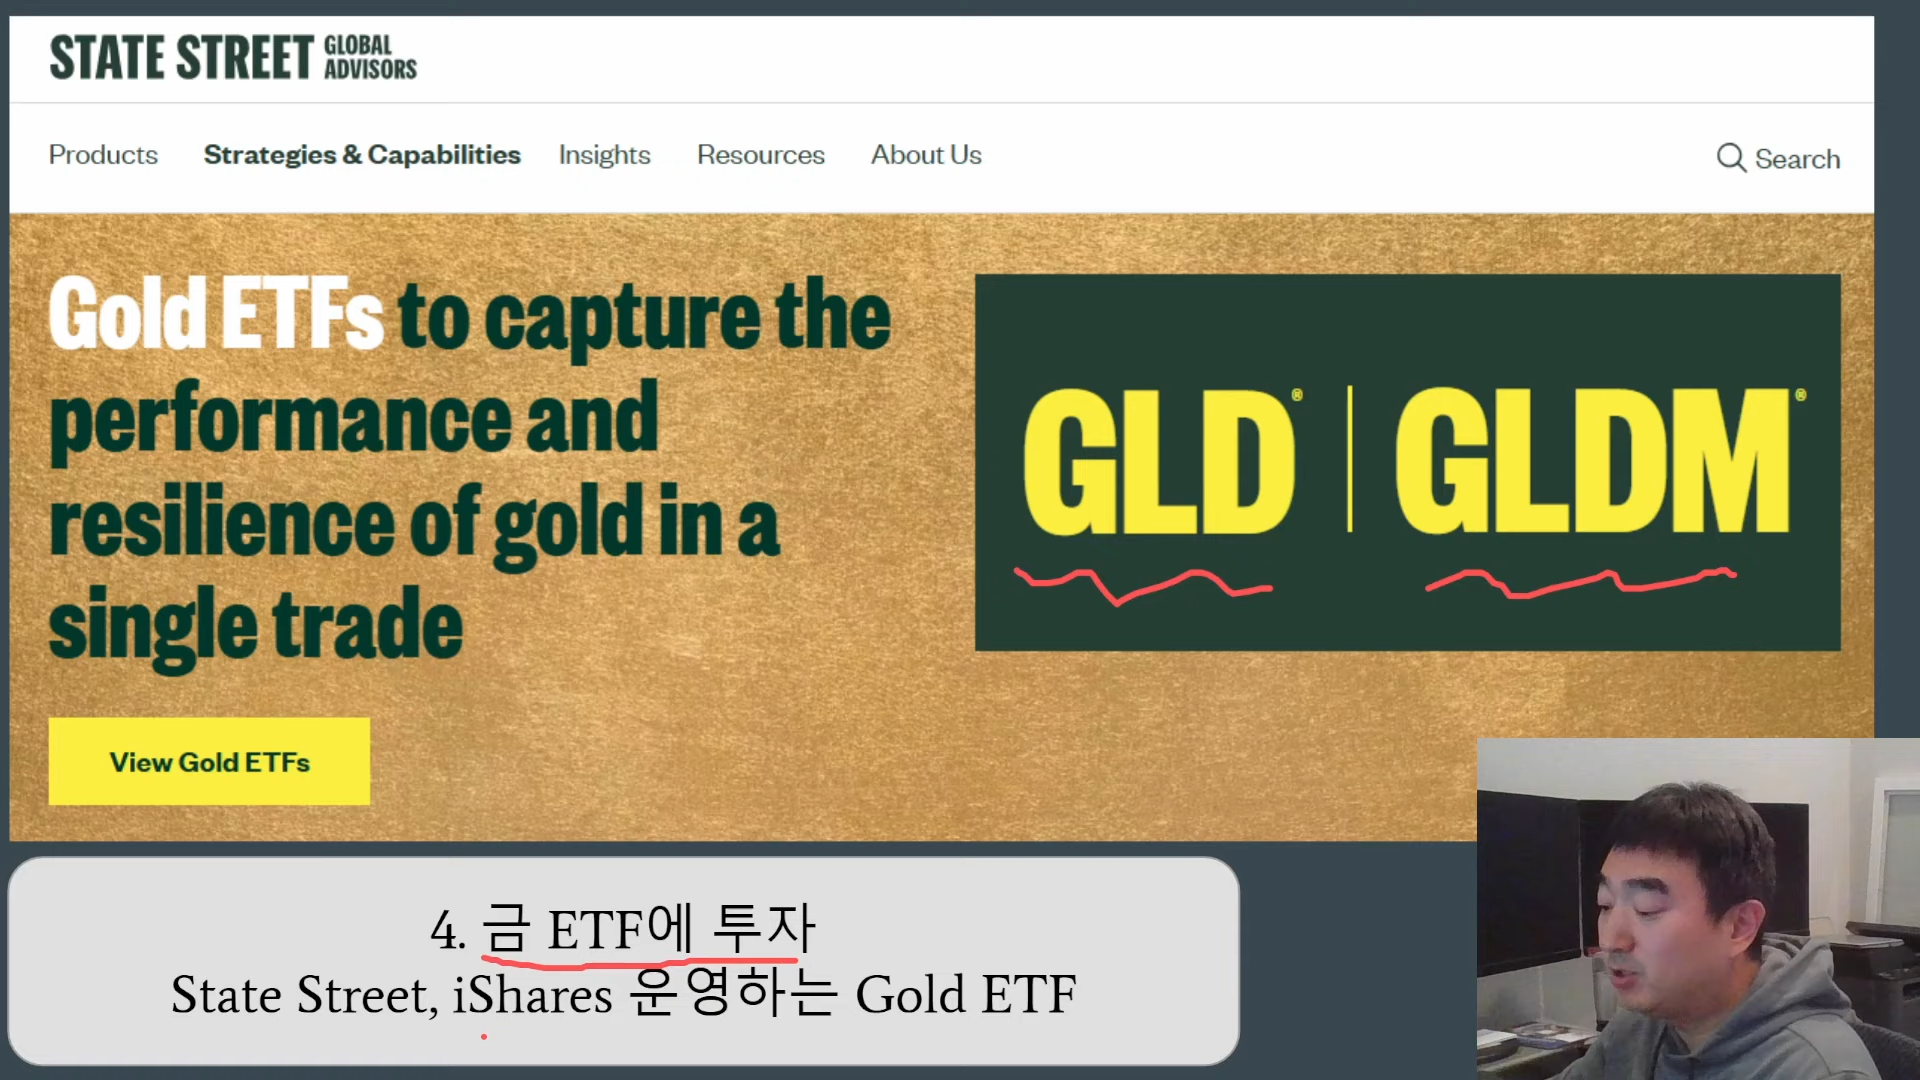 STATE STREET GLOBAL ADVISORS
Products Strategies & Capabilities Insights Resources About Us Search
Gold ETFs to capture the
performance and
resilience of gold in a
single trade
GLD® | GLDM®
View Gold ETFs
4. 금 ETF에 투자
State Street, iShares 운영하는 Gold ETF